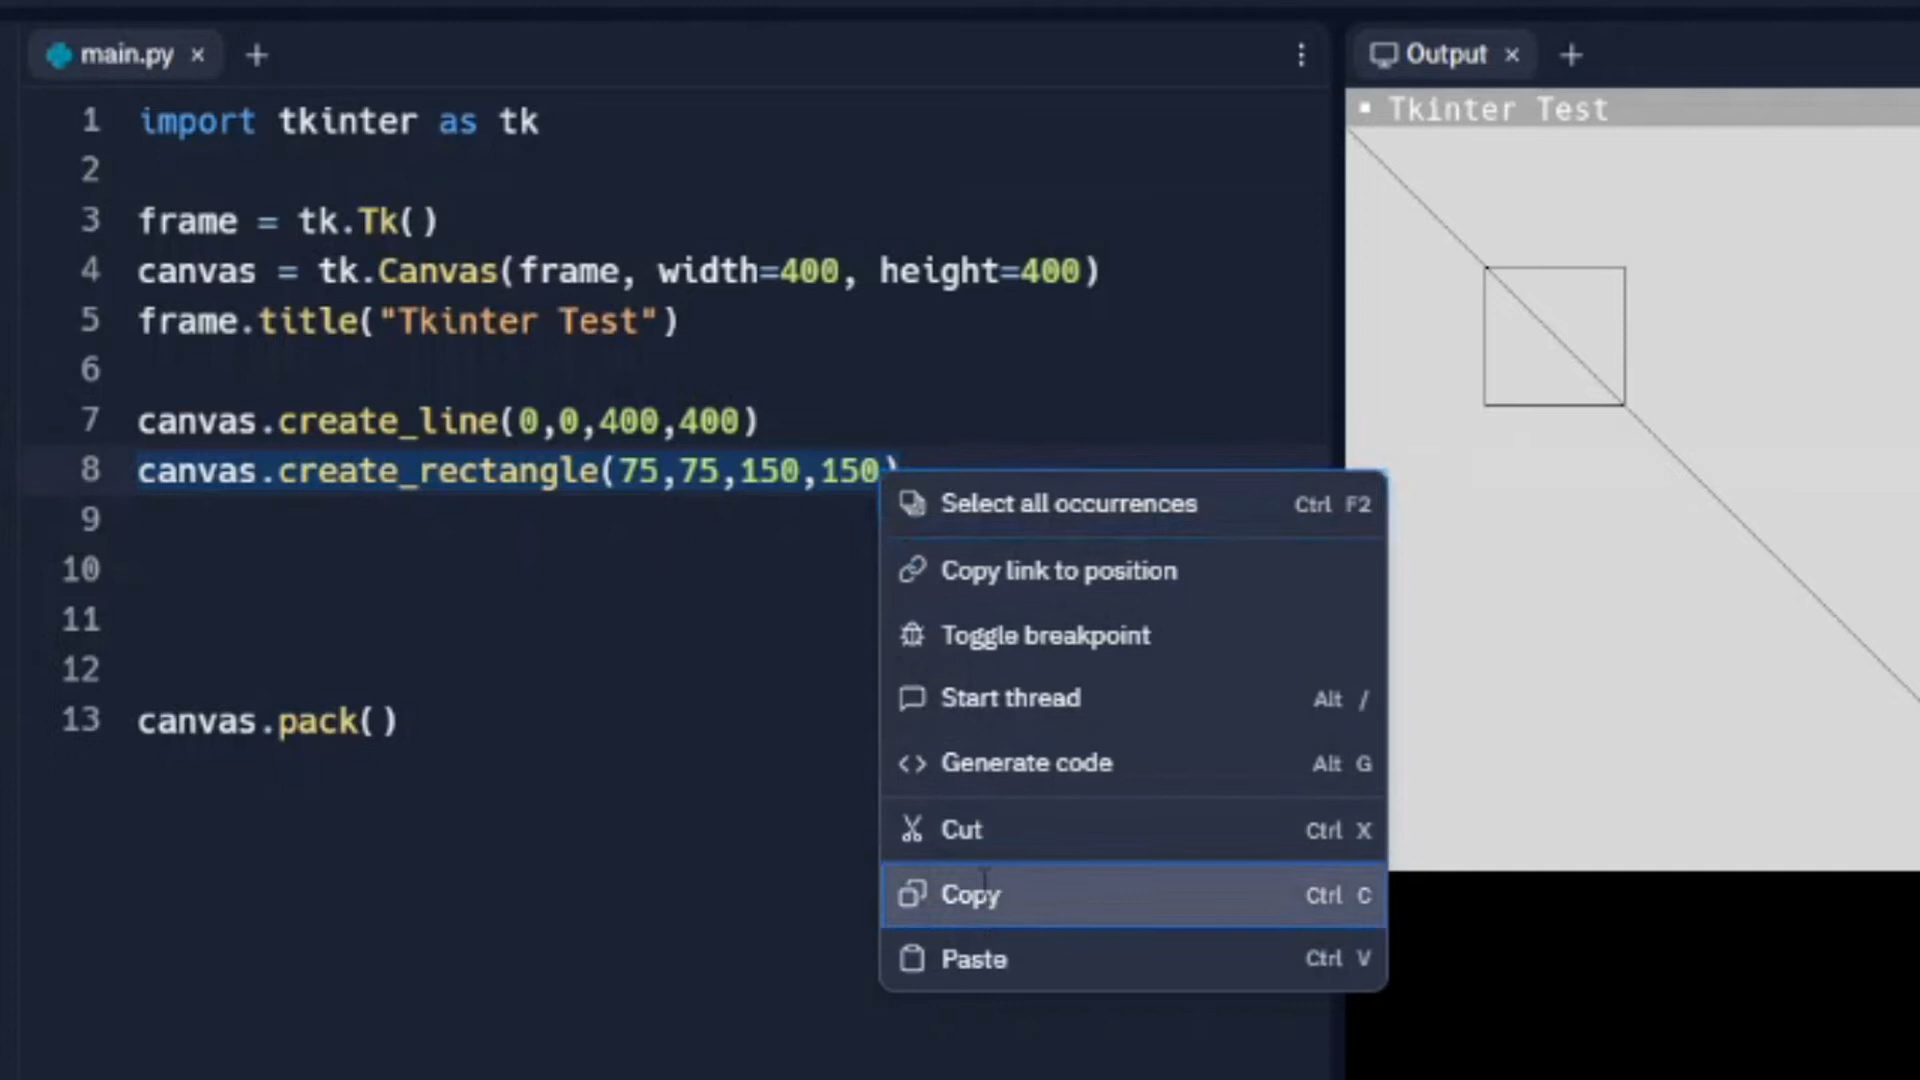 main.py × +
1 import tkinter as tk
2
3 frame = tk.Tk()
4 canvas = tk.Canvas(frame, width=400, height=400)
5 frame.title("Tkinter Test")
6
7 canvas.create_line(0,0,400,400)
8 canvas.create_rectangle(75,75,150,150)
9
10
11
12
13 canvas.pack()
Select all occurrences Ctrl F2
Copy link to position
Toggle breakpoint
Start thread Alt /
Generate code Alt G
Cut Ctrl X
Copy Ctrl C
Paste Ctrl V
Output × +
Tkinter Test